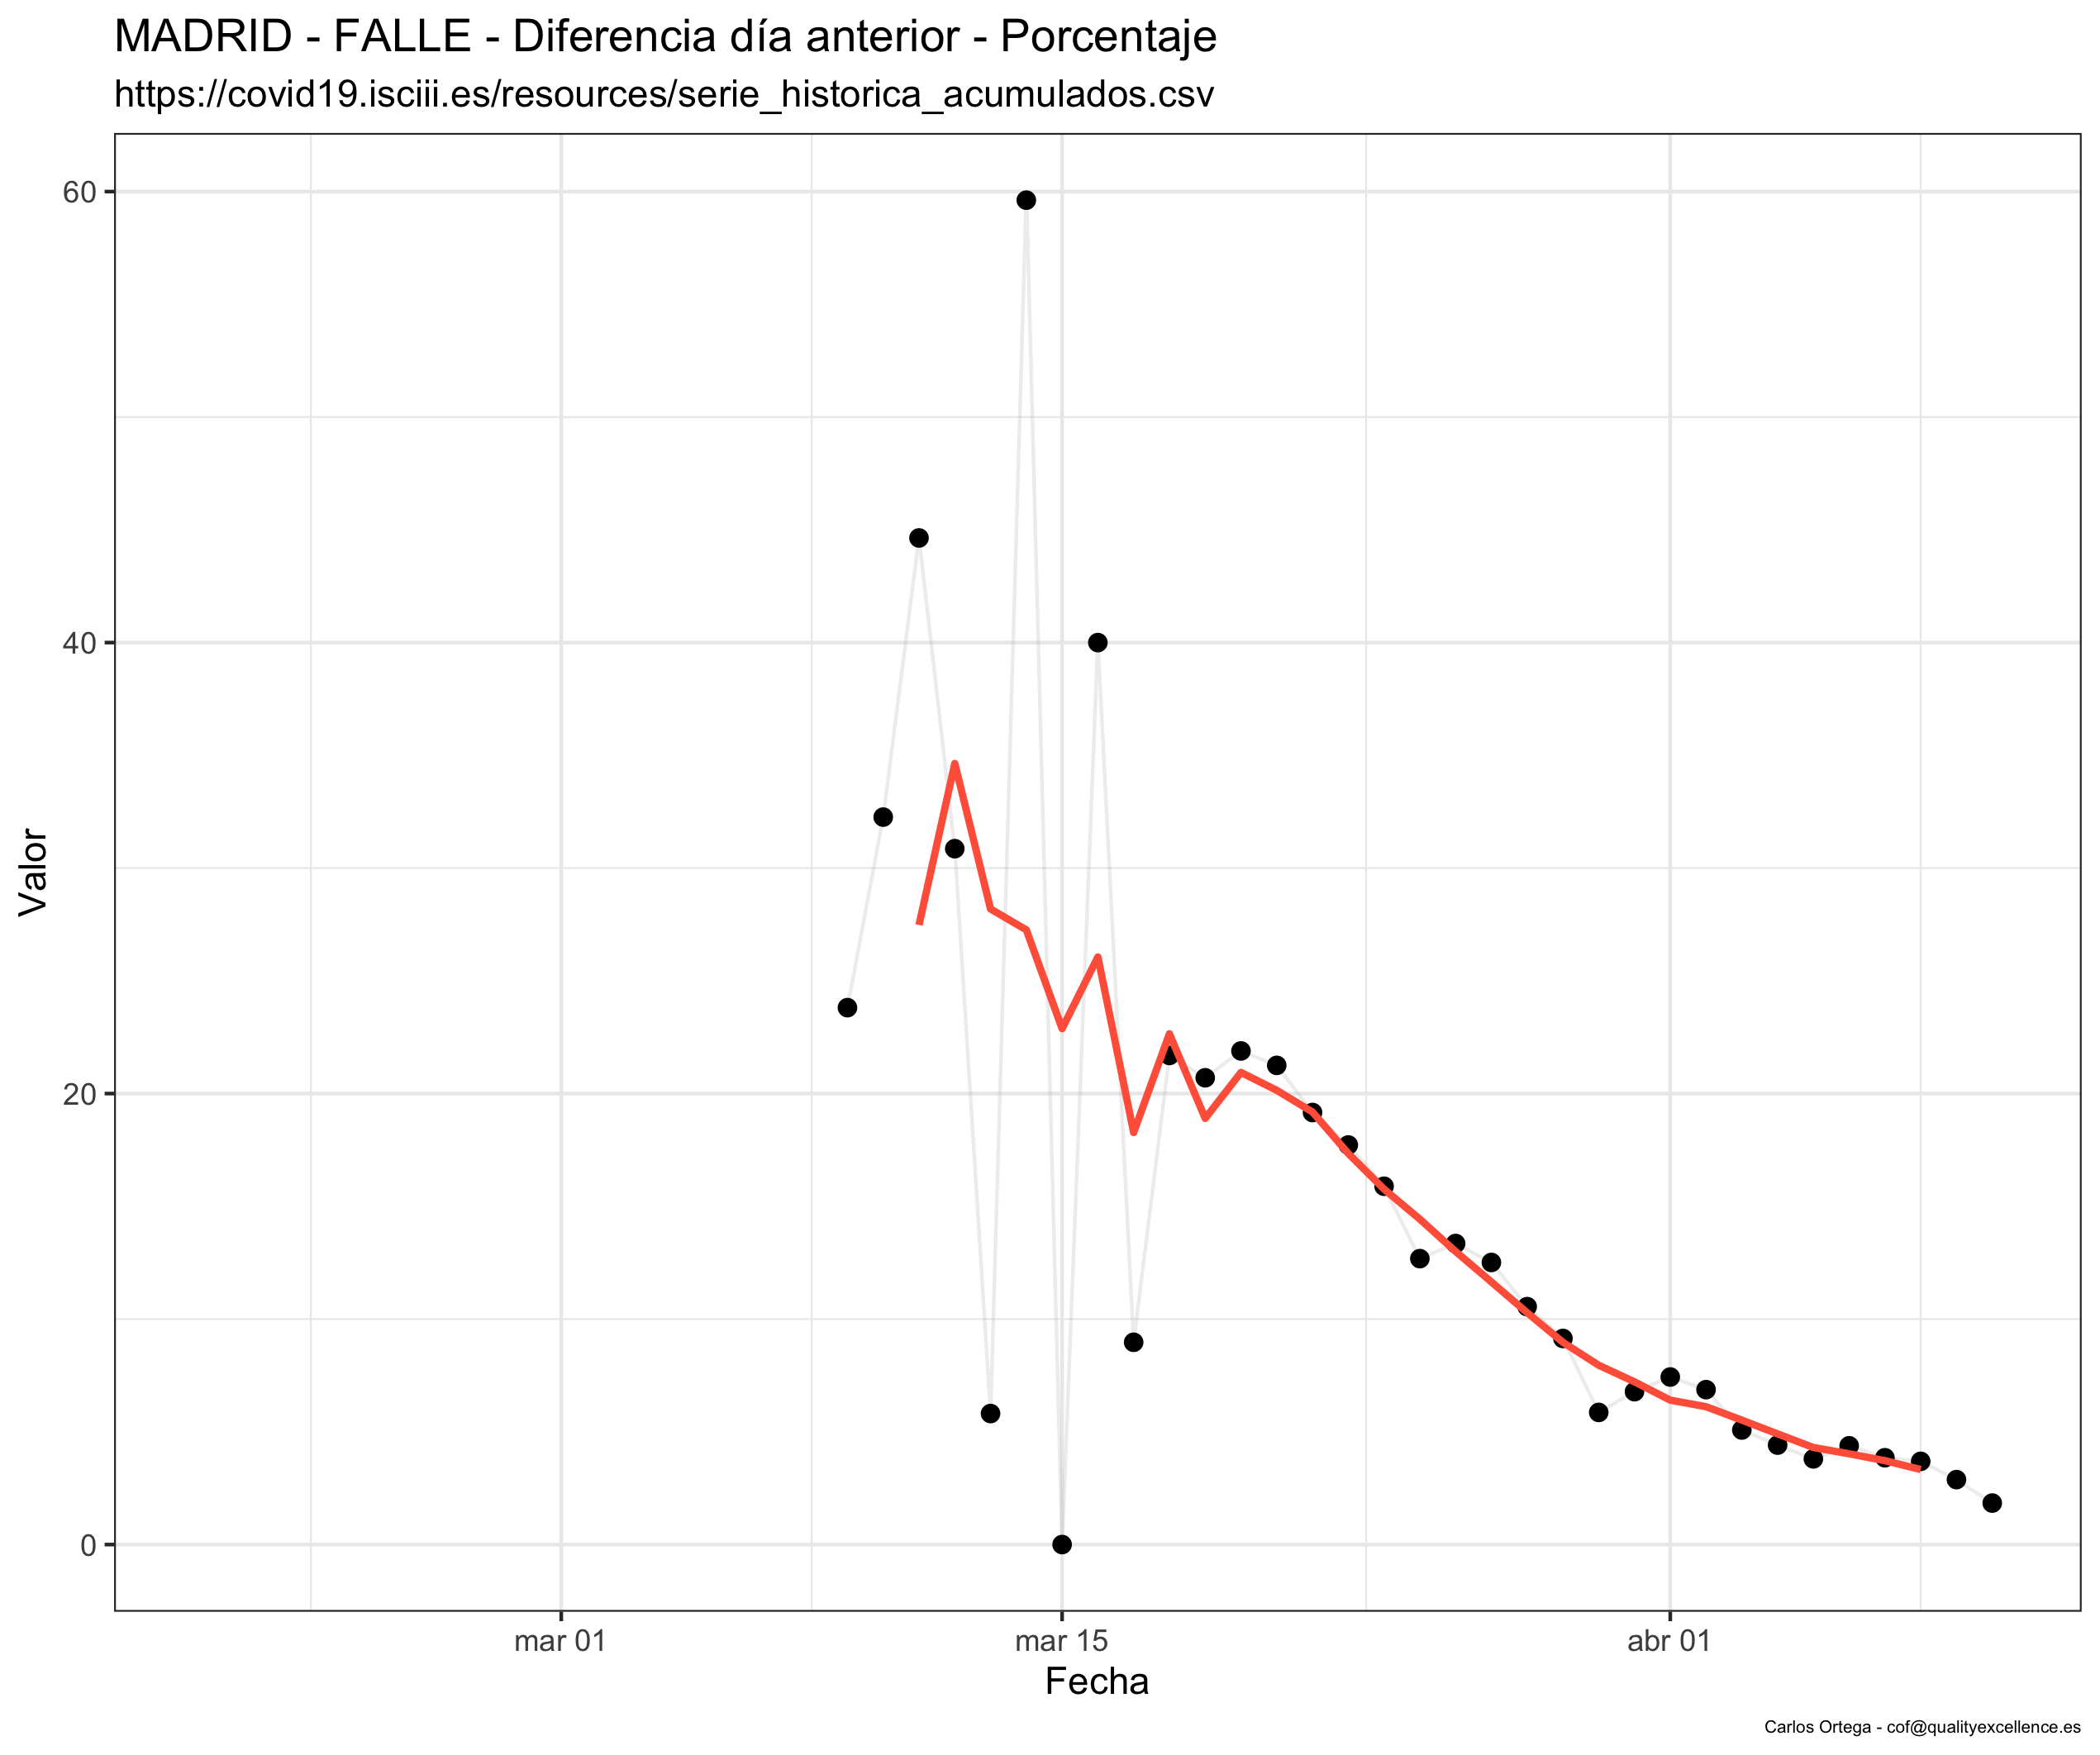 MADRID - FALLE - Diferencia día anterior - Porcentaje
https://covid19.isciii.es/resources/serie_historica_acumulados.csv
60
40
20
0
Valor
mar 01
mar 15
abr 01
Fecha
Carlos Ortega - cof@qualityexcellence.es